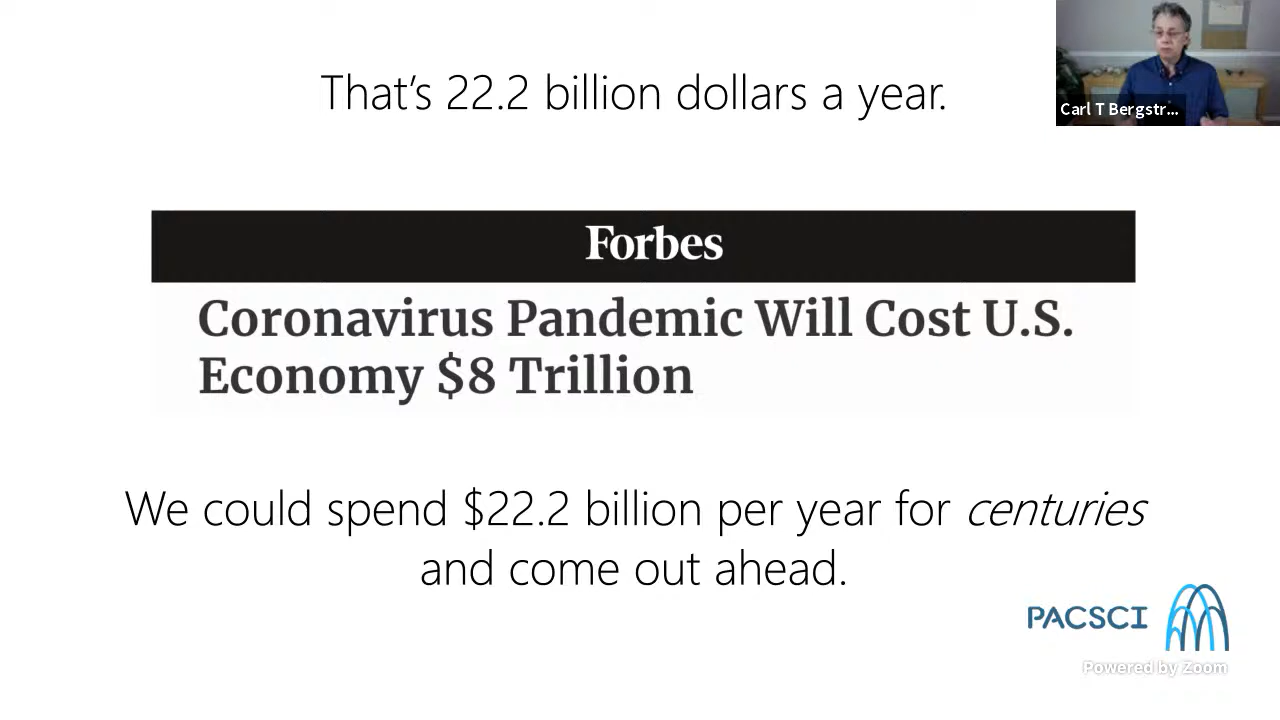 That's 22.2 billion dollars a year.
Carl T Bergstr...
Forbes
Coronavirus Pandemic Will Cost U.S.
Economy $8 Trillion
We could spend $22.2 billion per year for centuries
and come out ahead.
PACSCI
Powered by Zoom